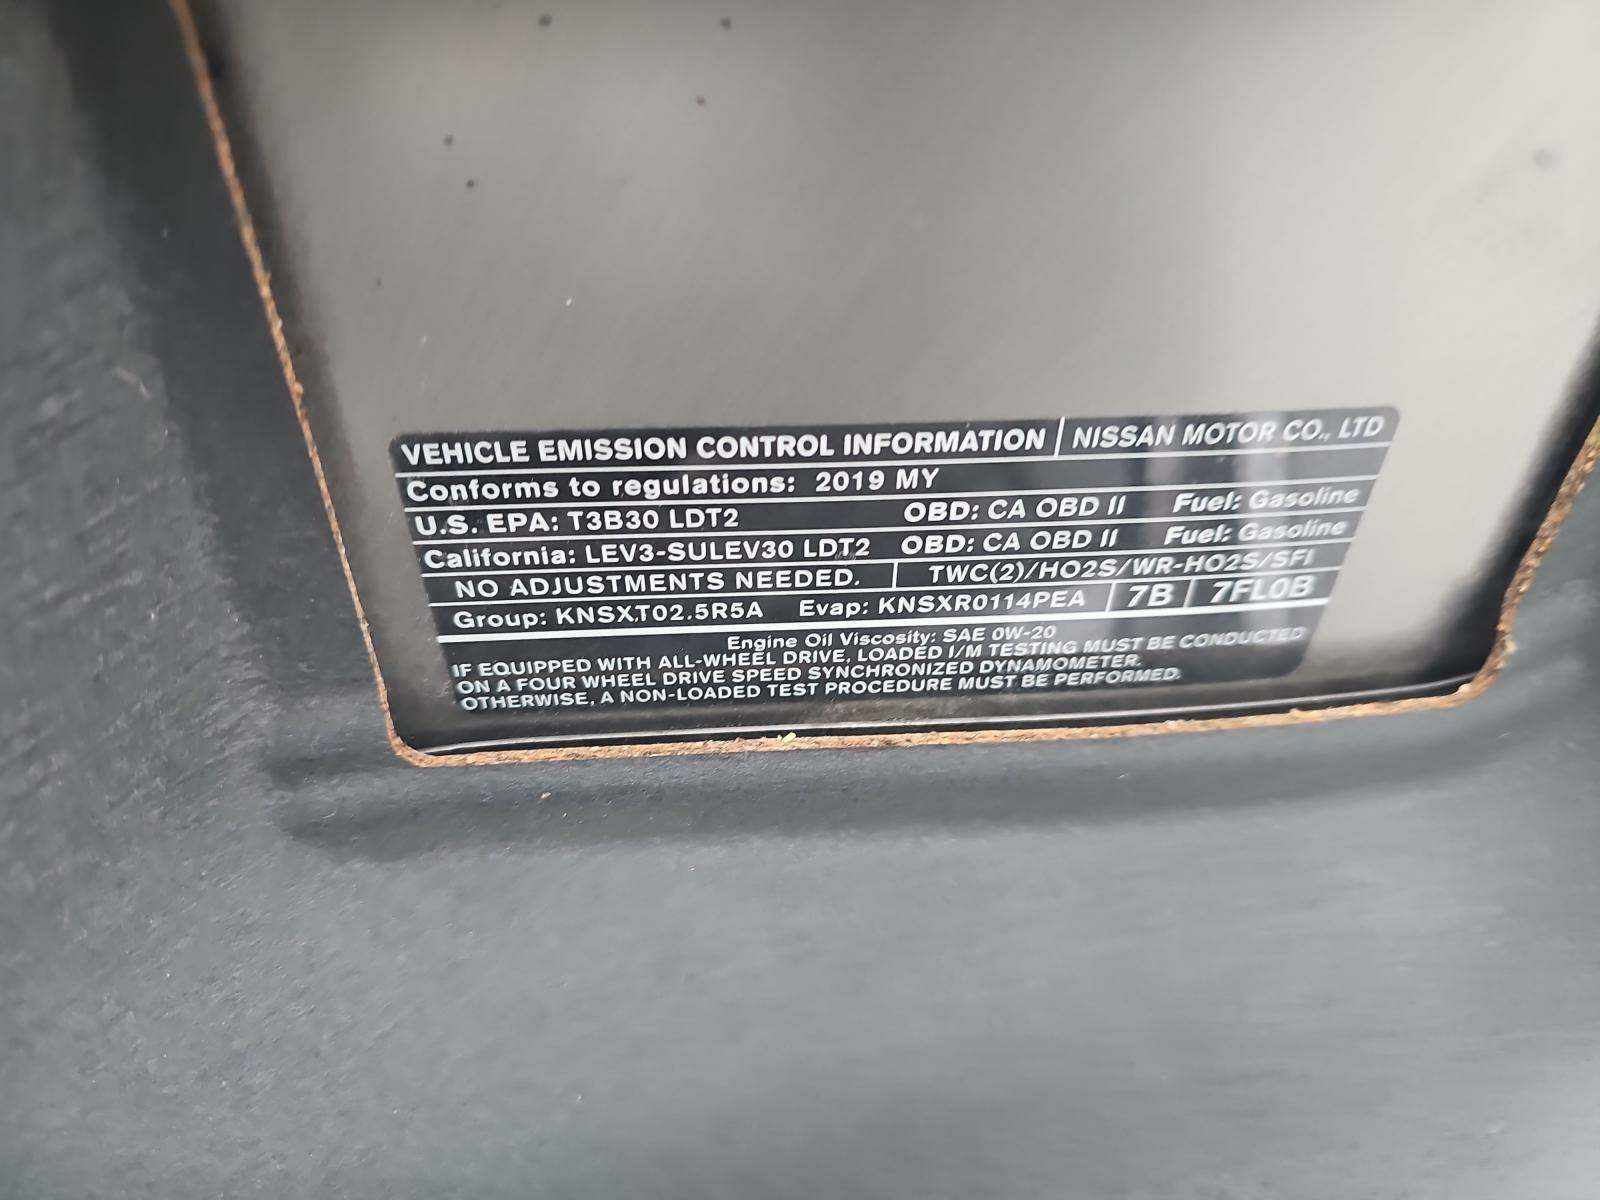 VEHICLE EMISSION CONTROL INFORMATION NISSAN MOTOR CO., LTD
Conforms to regulations: 2019 MY
U.S. EPA: T3B30 LDT2 OBD: CA OBD II Fuel: Gasoline
California: LEV3-SULEV30 LDT2 OBD: CA OBD II Fuel: Gasoline
NO ADJUSTMENTS NEEDED. TWC(2)/HO2S/WR-HO2S/SFI
Group: KNSXT02.5R5A Evap: KNSXR0114PEA 7B 7FL0B
Engine Oil Viscosity: SAE 0W-20
IF EQUIPPED WITH ALL-WHEEL DRIVE, LOADED I/M TESTING MUST BE CONDUCTED
ON A FOUR WHEEL DRIVE SPEED SYNCHRONIZED DYNAMOMETER.
OTHERWISE, A NON-LOADED TEST PROCEDURE MUST BE PERFORMED.